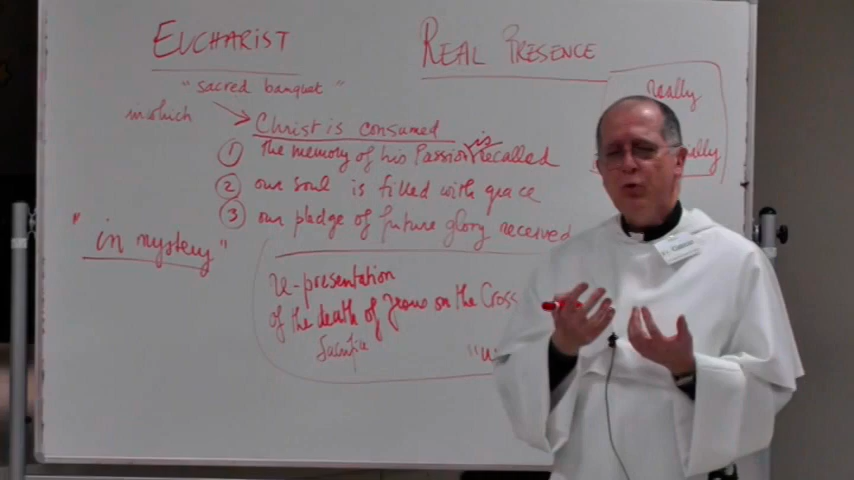 EUCHARIST
REAL PRESENCE
"sacred banquet"
really
in which
Christ is consumed
① the memory of his Passion is recalled
② our soul is filled with grace
③ our pledge of future glory received
"in mystery"
re-presentation
of the death of Jesus on the Cross
Sacrifice